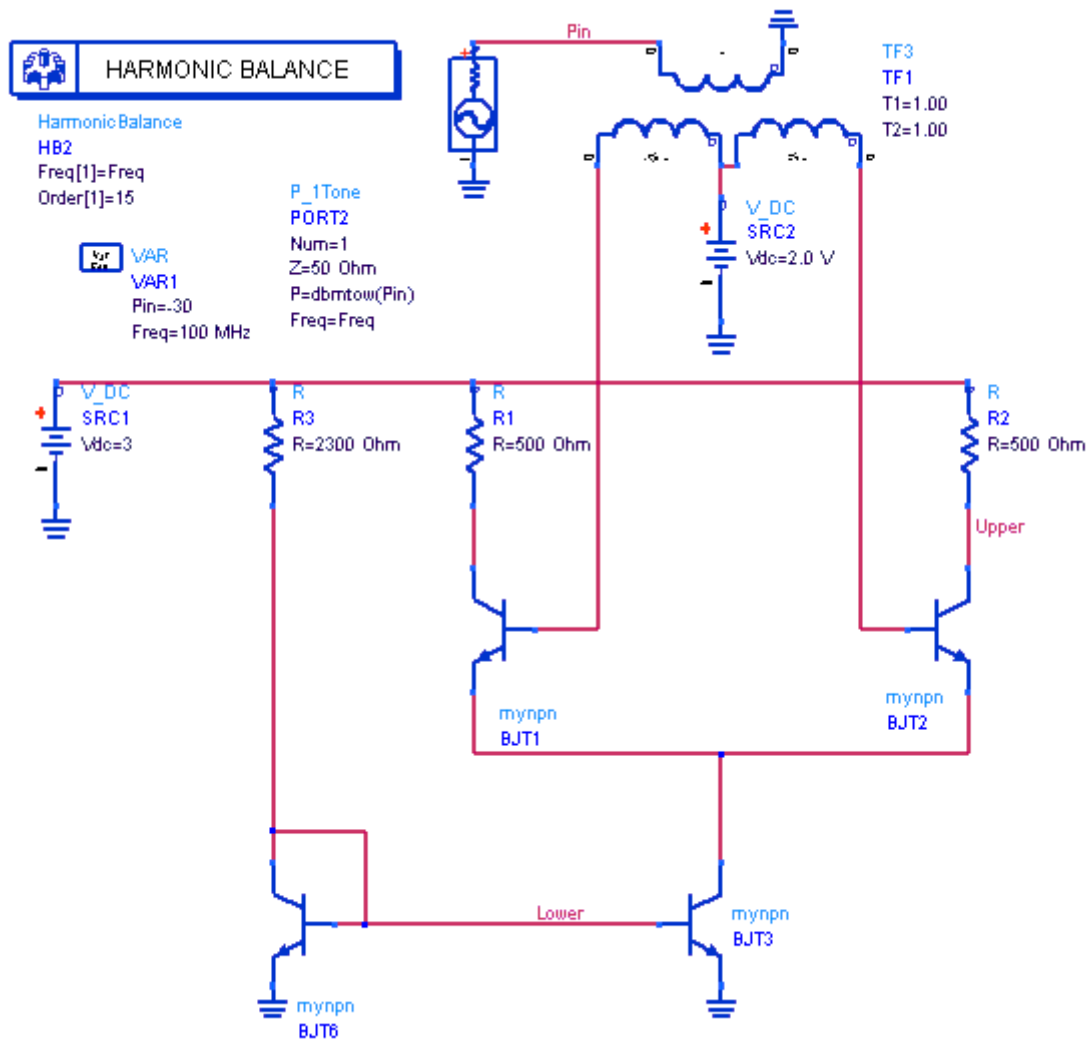 Pin
HARMONIC BALANCE
TF3
TF1
T1=1.00
T2=1.00
HarmonicBalance
HB2
Freq[1]=Freq
Order[1]=15
P_1Tone
PORT2
Num=1
Z=50 Ohm
P=dbmtow(Pin)
Freq=Freq
V_DC
SRC2
Vdc=2.0 V
VAR
VAR1
Pin=-30
Freq=100 MHz
V_DC
SRC1
Vdc=3
R
R3
R=2300 Ohm
R
R1
R=500 Ohm
R
R2
R=500 Ohm
Upper
mynpn
BJT1
mynpn
BJT2
Lower
mynpn
BJT3
mynpn
BJT6